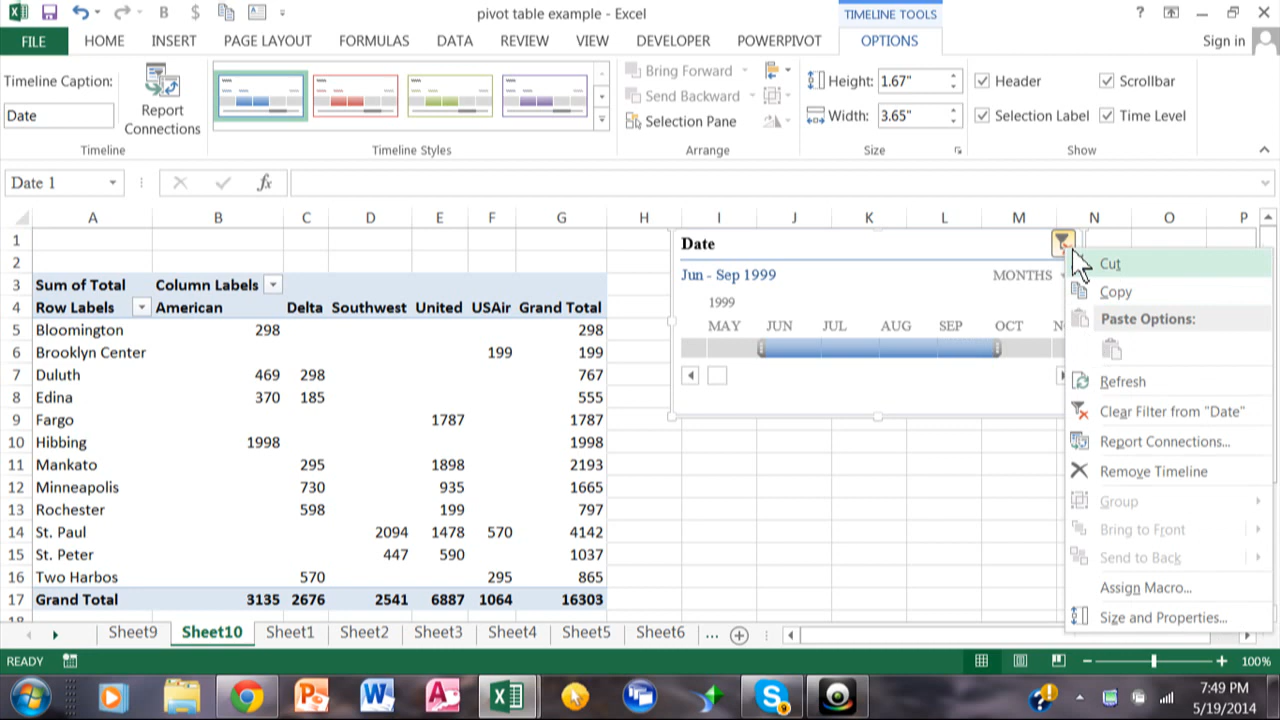 pivot table example - Excel
TIMELINE TOOLS
FILE HOME INSERT PAGE LAYOUT FORMULAS DATA REVIEW VIEW DEVELOPER POWERPIVOT OPTIONS Sign in
Timeline Caption:
Date
Report
Connections
Timeline
Timeline Styles
Bring Forward
Send Backward
Selection Pane
Arrange
Height: 1.67"
Width: 3.65"
Size
Header Scrollbar
Selection Label Time Level
Show
Date 1 fx
A B C D E F G H I J K L M N O P
1
2
3 Sum of Total Column Labels
4 Row Labels American Delta Southwest United USAir Grand Total
5 Bloomington 298 298
6 Brooklyn Center 199 199
7 Duluth 469 298 767
8 Edina 370 185 555
9 Fargo 1787 1787
10 Hibbing 1998 1998
11 Mankato 295 1898 2193
12 Minneapolis 730 935 1665
13 Rochester 598 199 797
14 St. Paul 2094 1478 570 4142
15 St. Peter 447 590 1037
16 Two Harbos 570 295 865
17 Grand Total 3135 2676 2541 6887 1064 16303
Date
Jun - Sep 1999 MONTHS
1999
MAY JUN JUL AUG SEP OCT
Cut
Copy
Paste Options:
Refresh
Clear Filter from "Date"
Report Connections...
Remove Timeline
Group
Bring to Front
Send to Back
Assign Macro...
Size and Properties...
Sheet9 Sheet10 Sheet1 Sheet2 Sheet3 Sheet4 Sheet5 Sheet6 ...
READY 100%
7:49 PM
5/19/2014